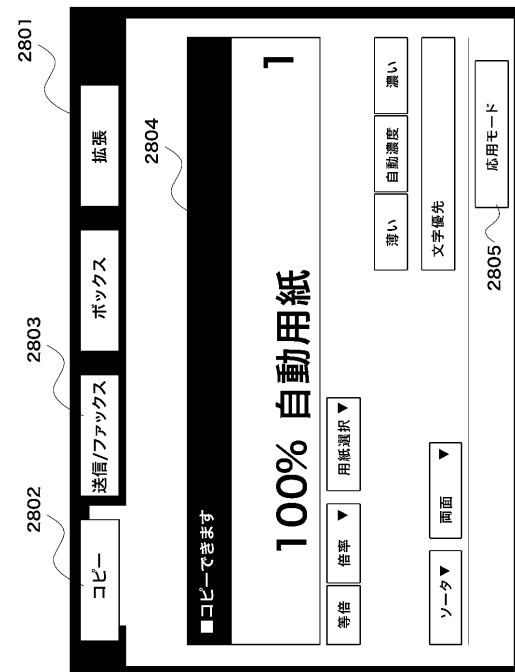 2801
2802
2803
コピー
送信/ファックス
ボックス
拡張
2804
■コピーできます
100% 自動用紙 1
等倍
倍率 ▼
用紙選択 ▼
薄い
自動濃度
濃い
ソータ▼
両面 ▼
文字優先
2805
応用モード